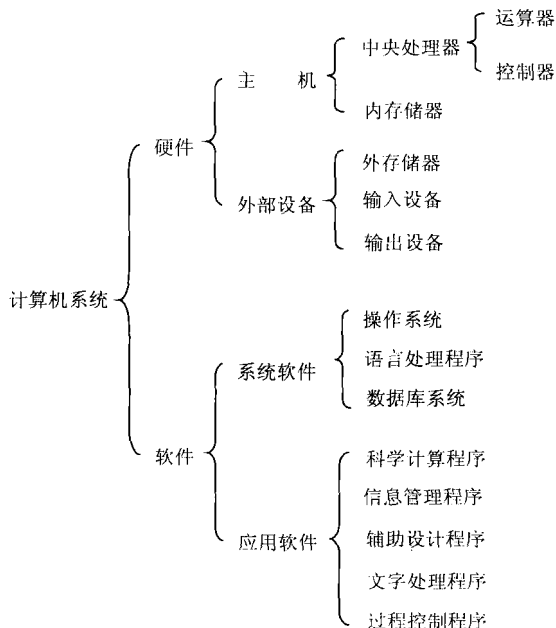 运算器
中央处理器
控制器
主 机
内存储器
硬件
外存储器
外部设备
输入设备
输出设备
计算机系统
操作系统
系统软件
语言处理程序
数据库系统
软件
科学计算程序
信息管理程序
应用软件
辅助设计程序
文字处理程序
过程控制程序